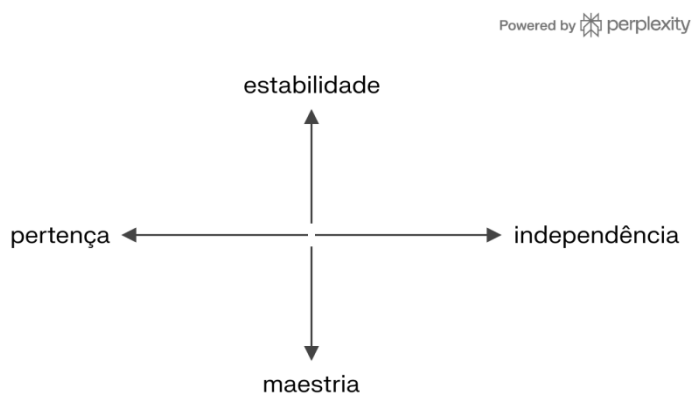 Powered by perplexity
estabilidade
pertença
independência
maestria